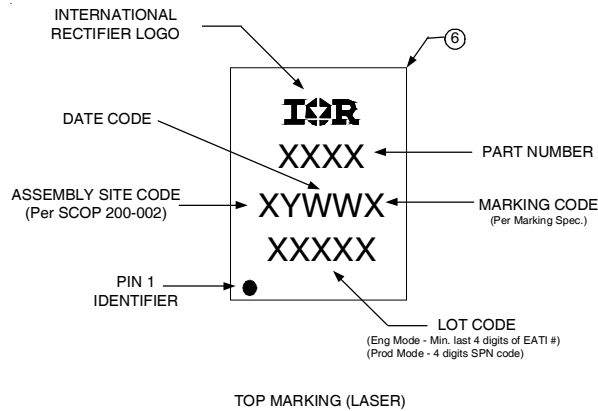 INTERNATIONAL
RECTIFIER LOGO
6
IOR
DATE CODE
XXXX
PART NUMBER
ASSEMBLY SITE CODE
(Per SCOP 200-002)
XYWWX
MARKING CODE
(Per Marking Spec.)
XXXXX
PIN 1
IDENTIFIER
LOT CODE
(Eng Mode - Min. last 4 digits of EATI #)
(Prod Mode - 4 digits SPN code)
TOP MARKING (LASER)